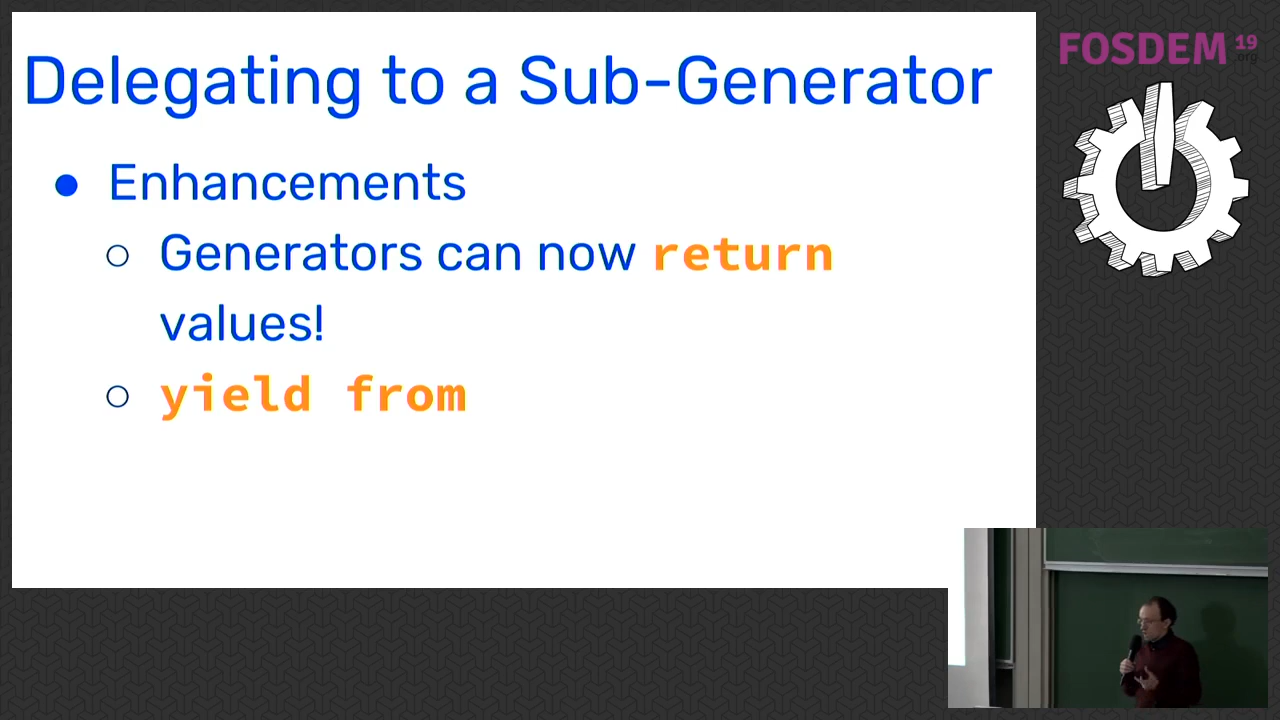 Delegating to a Sub-Generator
● Enhancements
○ Generators can now return
values!
○ yield from
FOSDEM 19
.org